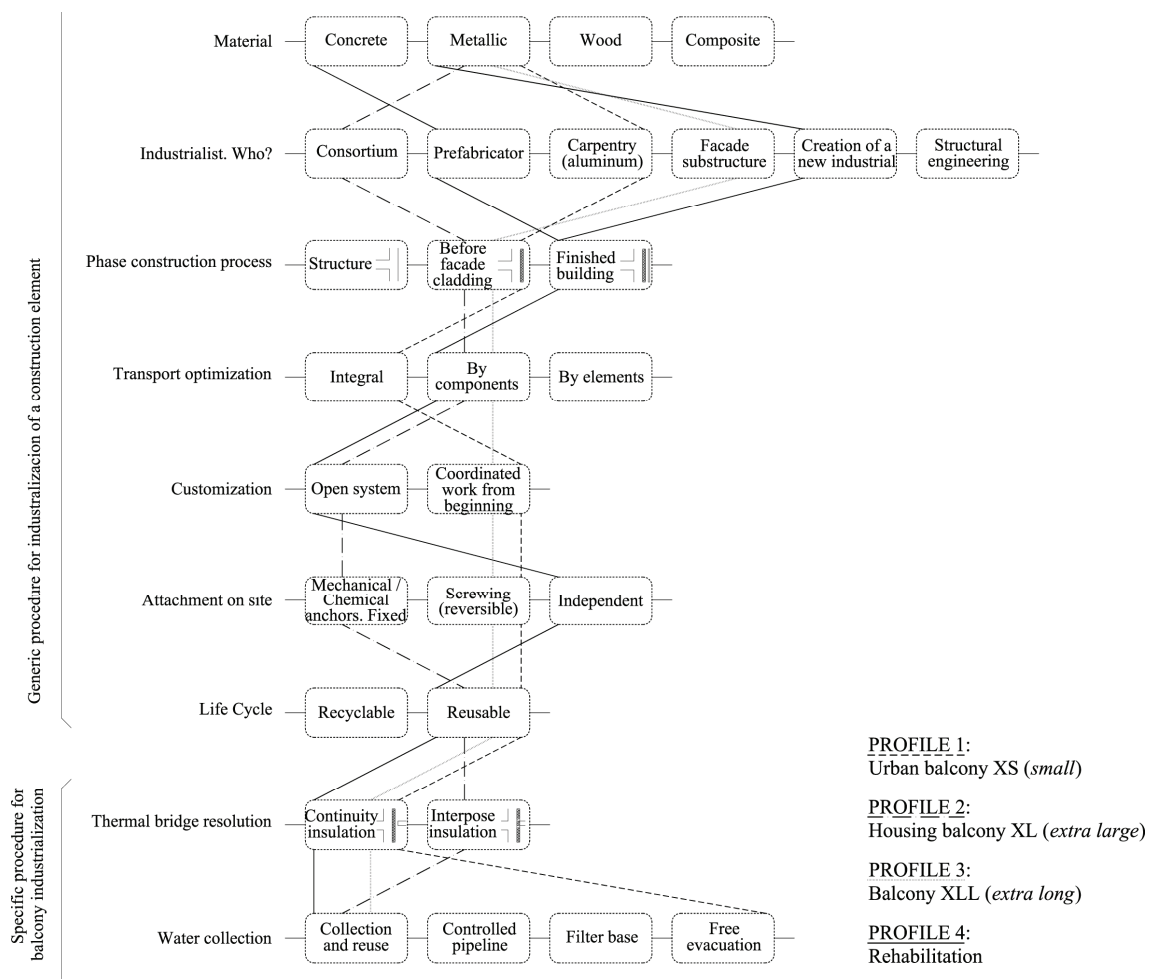 Generic procedure for industralizacion of a construction element
Material
Concrete
Metallic
Wood
Composite
Industrialist. Who?
Consortium
Prefabricator
Carpentry
(aluminum)
Facade
substructure
Creation of a
new industrial
Structural
engineering
Phase construction process
Structure
Before
facade
cladding
Finished
building
Transport optimization
Integral
By
components
By elements
Customization
Open system
Coordinated
work from
beginning
Attachment on site
Mechanical /
Chemical
anchors. Fixed
Screwing
(reversible)
Independent
Life Cycle
Recyclable
Reusable
Specific procedure for
balcony industrialization
Thermal bridge resolution
Continuity
insulation
Interpose
insulation
Water collection
Collection
and reuse
Controlled
pipeline
Filter base
Free
evacuation
PROFILE 1:
Urban balcony XS (small)
PROFILE 2:
Housing balcony XL (extra large)
PROFILE 3:
Balcony XLL (extra long)
PROFILE 4:
Rehabilitation